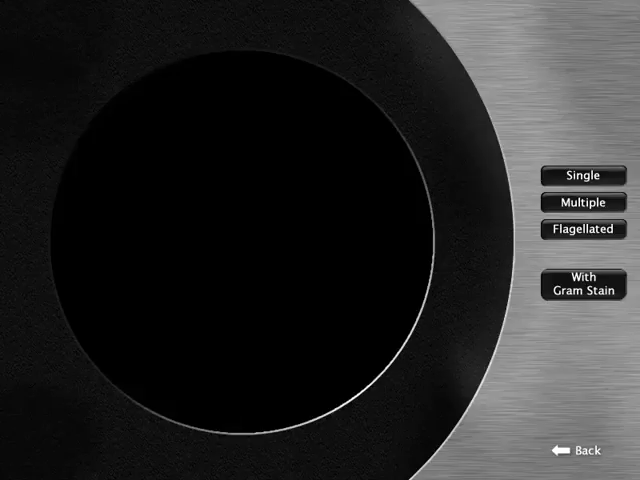 Single
Multiple
Flagellated
With
Gram Stain
Back